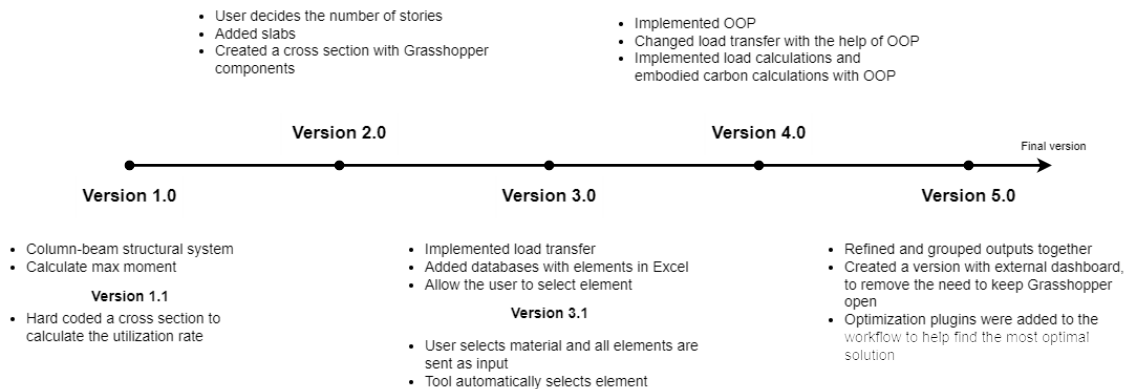 • User decides the number of stories
• Added slabs
• Created a cross section with Grasshopper
components
• Implemented OOP
• Changed load transfer with the help of OOP
• Implemented load calculations and
embodied carbon calculations with OOP
Version 2.0
Version 4.0
Final version
Version 1.0
Version 3.0
Version 5.0
• Column-beam structural system
• Calculate max moment
Version 1.1
• Hard coded a cross section to
calculate the utilization rate
• Implemented load transfer
• Added databases with elements in Excel
• Allow the user to select element
Version 3.1
• User selects material and all elements are
sent as input
• Tool automatically selects element
• Refined and grouped outputs together
• Created a version with external dashboard,
to remove the need to keep Grasshopper
open
• Optimization plugins were added to the
workflow to help find the most optimal
solution